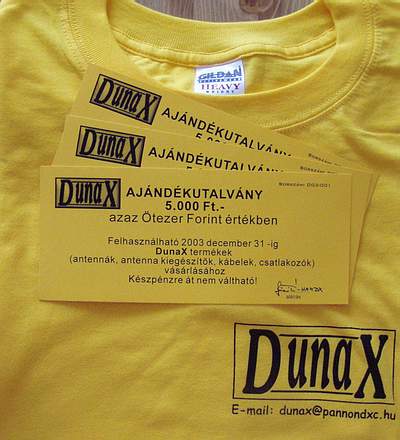 GILDAN
HEAVY
DunaX
AJÁNDÉKUTALVÁNY
DunaX
AJÁNDÉKUTALVÁNY
DunaX
AJÁNDÉKUTALVÁNY
5.000 Ft.-
azaz Ötezer Forint értékben
Felhasználható 2003 december 31 -ig
DunaX termékek
(antennák, antenna kiegészítők, kábelek, csatlakozók)
vásárlásához
Készpénzre át nem váltható!
aláírás
DunaX
E-mail: dunax@pannondxc.hu